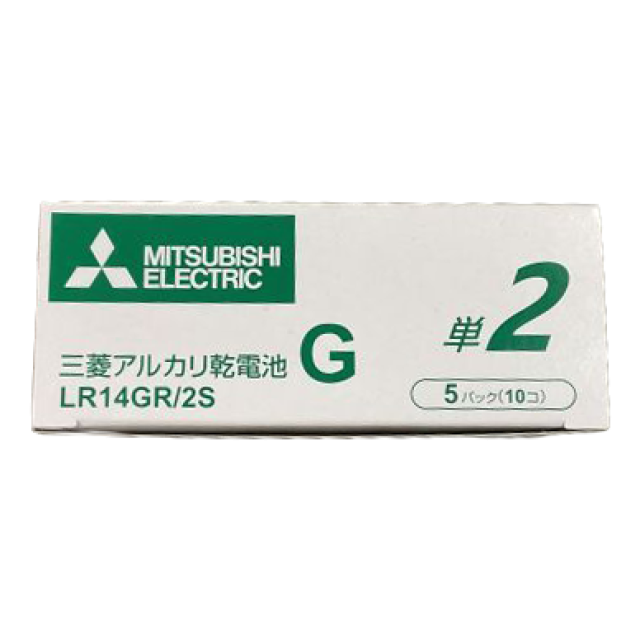 MITSUBISHI
ELECTRIC
三菱アルカリ乾電池 G
LR14GR/2S
単2
5パック(10コ)